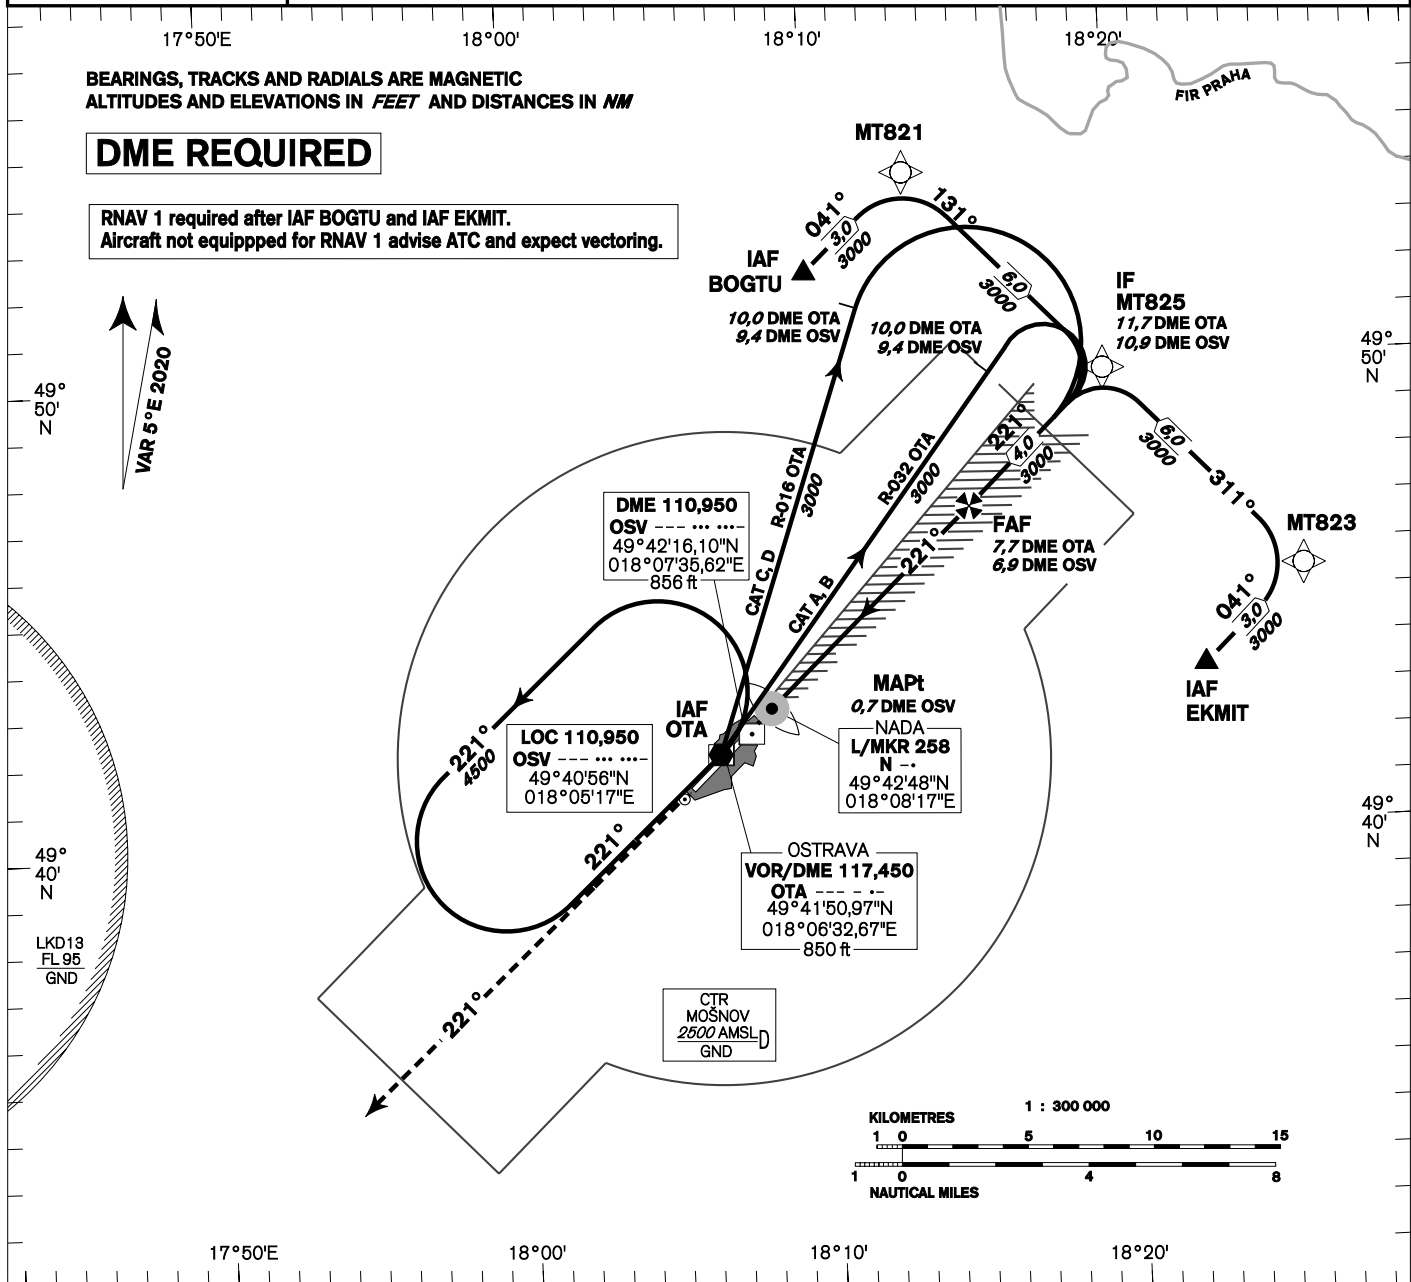 17°50'E
18°00'
18°10'
18°20'
BEARINGS, TRACKS AND RADIALS ARE MAGNETIC
ALTITUDES AND ELEVATIONS IN FEET AND DISTANCES IN NM
FIR PRAHA
DME REQUIRED
MT821
RNAV 1 required after IAF BOGTU and IAF EKMIT.
Aircraft not equippped for RNAV 1 advise ATC and expect vectoring.
041°
3,0
3000
131°
IAF
BOGTU
6,0
3000
IF
MT825
11,7 DME OTA
10,9 DME OSV
10,0 DME OTA
9,4 DME OSV
10,0 DME OTA
9,4 DME OSV
49°
50'
N
VAR 5°E 2020
49°
50'
N
221°
4,0
3000
6,0
3000
311°
R-016 OTA
3000
R-032 OTA
3000
DME 110,950
OSV --- ··· ···-
49°42'16,10"N
018°07'35,62"E
856 ft
FAF
7,7 DME OTA
6,9 DME OSV
221°
MT823
CAT C, D
CAT A, B
041°
3,0
3000
IAF
EKMIT
MAPt
0,7 DME OSV
IAF
OTA
NADA
L/MKR 258
N -·
49°42'48"N
018°08'17"E
221°
4500
LOC 110,950
OSV --- ··· ···-
49°40'56"N
018°05'17"E
49°
40'
N
221°
OSTRAVA
VOR/DME 117,450
OTA --- - ·-
49°41'50,97"N
018°06'32,67"E
850 ft
49°
40'
N
LKD13
FL 95
GND
221°
CTR
MOŠNOV
2500 AMSL
D
GND
1 : 300 000
KILOMETRES
1 0 5 10 15
1 0 4 8
NAUTICAL MILES
17°50'E
18°00'
18°10'
18°20'